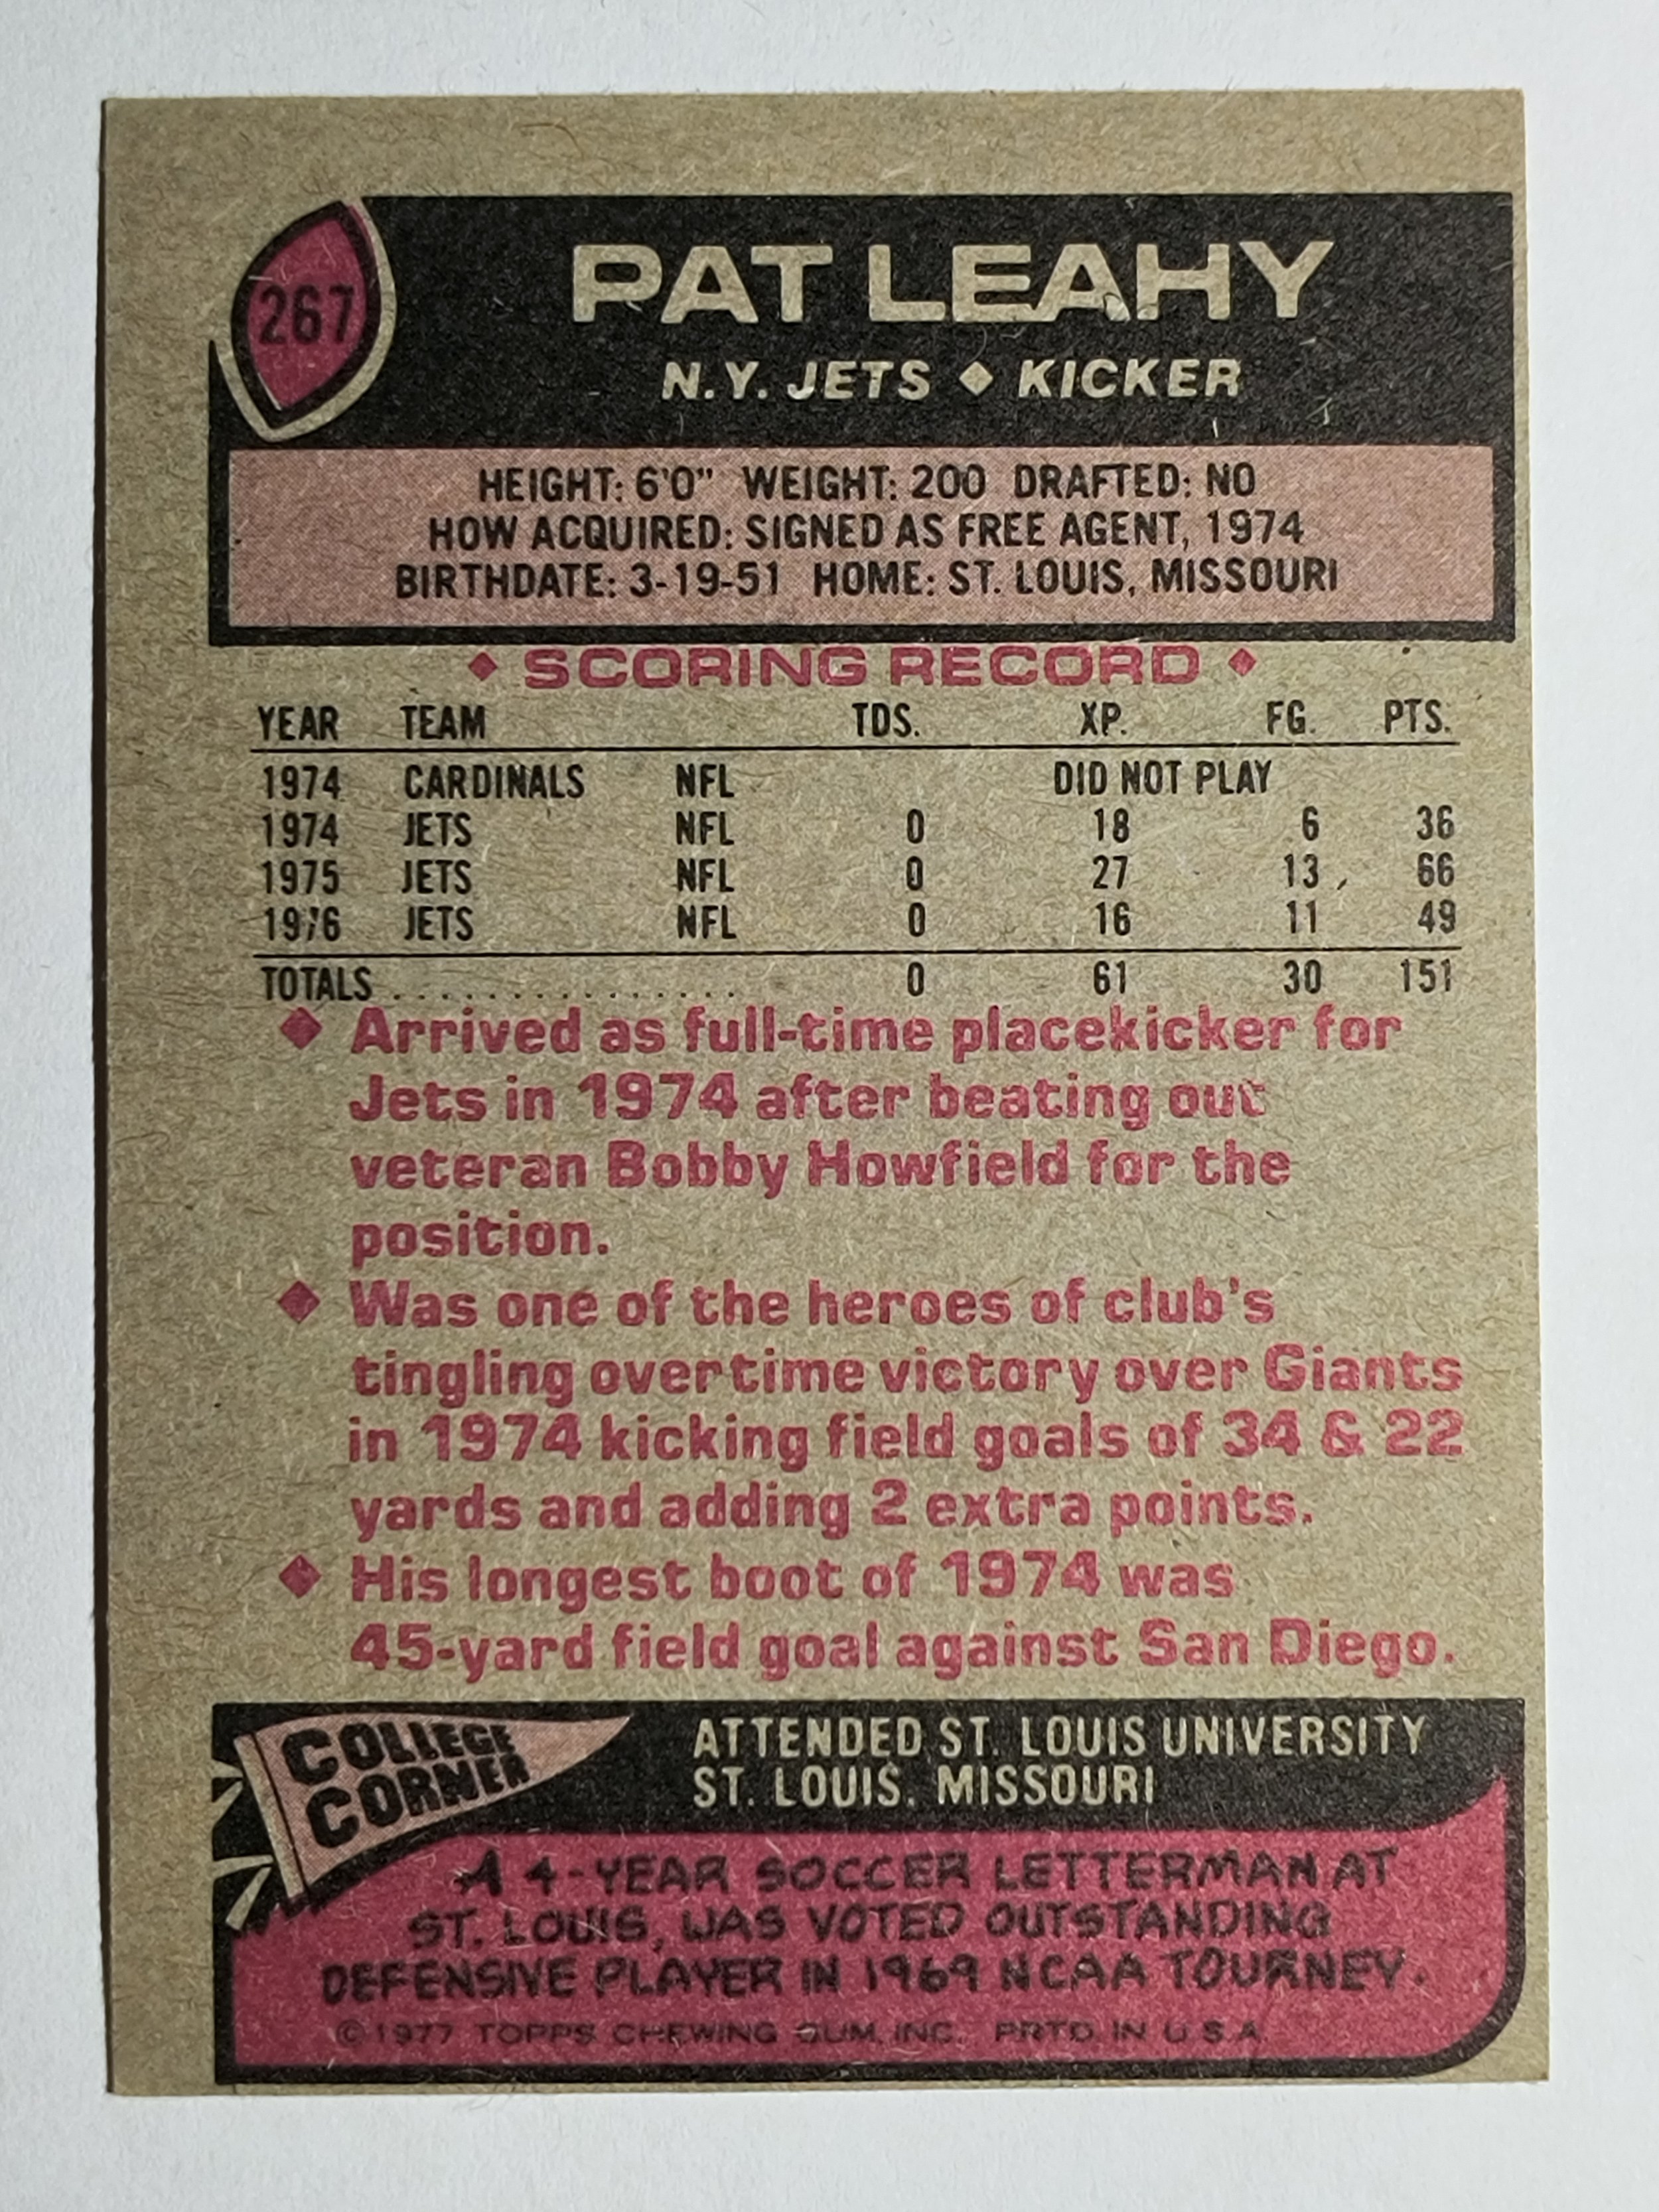 267
PAT LEAHY
N.Y. JETS ◆ KICKER
HEIGHT: 6'0" WEIGHT: 200 DRAFTED: NO
HOW ACQUIRED: SIGNED AS FREE AGENT, 1974
BIRTHDATE: 3-19-51 HOME: ST. LOUIS, MISSOURI
◆ SCORING RECORD ◆
YEAR TEAM TDS. XP. FG. PTS.
1974 CARDINALS NFL DID NOT PLAY
1974 JETS NFL 0 18 6 36
1975 JETS NFL 0 27 13 66
1976 JETS NFL 0 16 11 49
TOTALS . . . . . . . . . . . . . . . 0 61 30 151
◆ Arrived as full-time placekicker for
Jets in 1974 after beating out
veteran Bobby Howfield for the
position.
◆ Was one of the heroes of club's
tingling overtime victory over Giants
in 1974 kicking field goals of 34 & 22
yards and adding 2 extra points.
◆ His longest boot of 1974 was
45-yard field goal against San Diego.
COLLEGE
CORNER
ATTENDED ST. LOUIS UNIVERSITY
ST. LOUIS, MISSOURI
A 4-YEAR SOCCER LETTERMAN AT
ST. LOUIS, WAS VOTED OUTSTANDING
DEFENSIVE PLAYER IN 1969 NCAA TOURNEY.
© 1977 TOPPS CHEWING GUM, INC. PRTD. IN U.S.A.